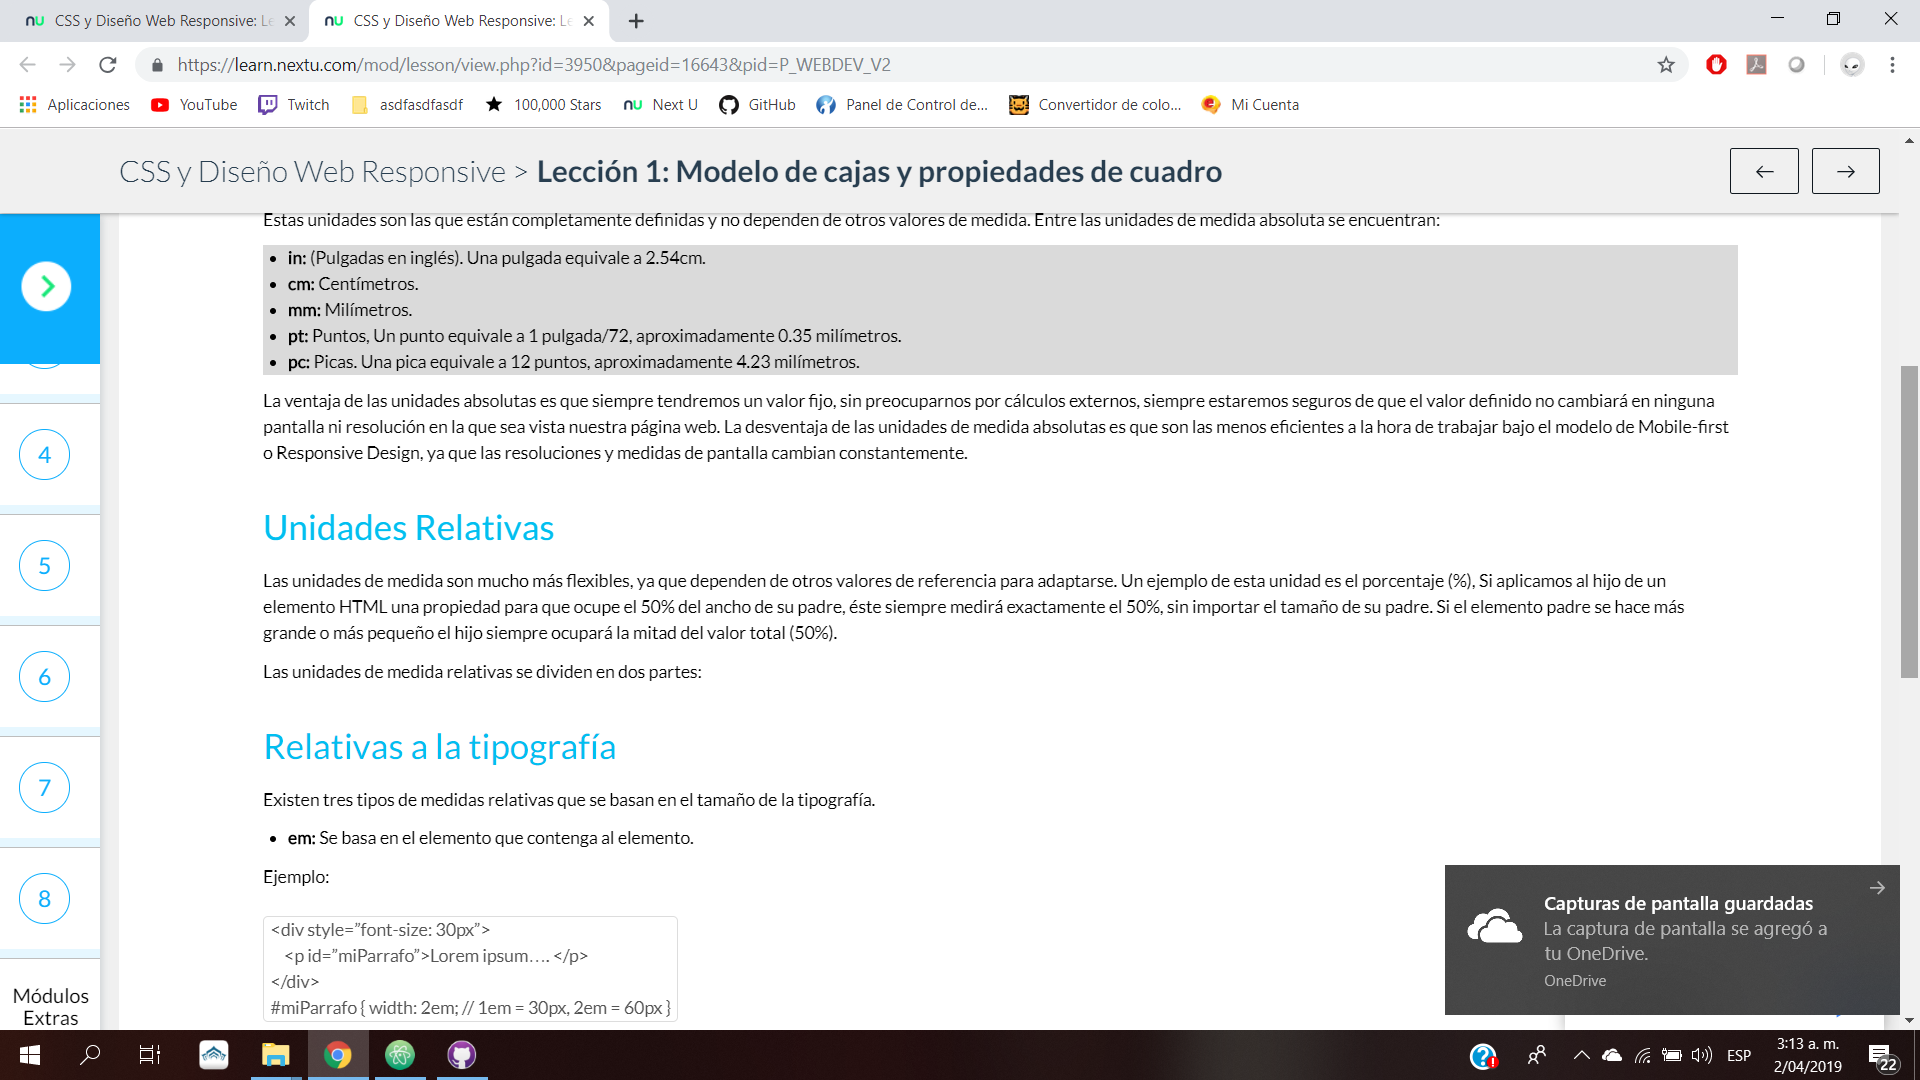 CSS y Diseño Web Responsive: Le
CSS y Diseño Web Responsive: Le
https://learn.nextu.com/mod/lesson/view.php?id=3950&pageid=16643&pid=P_WEBDEV_V2
Aplicaciones YouTube Twitch asdfasdfasdf 100,000 Stars Next U GitHub Panel de Control de... Convertidor de colo... Mi Cuenta
CSS y Diseño Web Responsive > Lección 1: Modelo de cajas y propiedades de cuadro
Estas unidades son las que están completamente definidas y no dependen de otros valores de medida. Entre las unidades de medida absoluta se encuentran:
• in: (Pulgadas en inglés). Una pulgada equivale a 2.54cm.
• cm: Centímetros.
• mm: Milímetros.
• pt: Puntos, Un punto equivale a 1 pulgada/72, aproximadamente 0.35 milímetros.
• pc: Picas. Una pica equivale a 12 puntos, aproximadamente 4.23 milímetros.
La ventaja de las unidades absolutas es que siempre tendremos un valor fijo, sin preocuparnos por cálculos externos, siempre estaremos seguros de que el valor definido no cambiará en ninguna
pantalla ni resolución en la que sea vista nuestra página web. La desventaja de las unidades de medida absolutas es que son las menos eficientes a la hora de trabajar bajo el modelo de Mobile-first
o Responsive Design, ya que las resoluciones y medidas de pantalla cambian constantemente.
Unidades Relativas
Las unidades de medida son mucho más flexibles, ya que dependen de otros valores de referencia para adaptarse. Un ejemplo de esta unidad es el porcentaje (%), Si aplicamos al hijo de un
elemento HTML una propiedad para que ocupe el 50% del ancho de su padre, éste siempre medirá exactamente el 50%, sin importar el tamaño de su padre. Si el elemento padre se hace más
grande o más pequeño el hijo siempre ocupará la mitad del valor total (50%).
Las unidades de medida relativas se dividen en dos partes:
Relativas a la tipografía
Existen tres tipos de medidas relativas que se basan en el tamaño de la tipografía.
• em: Se basa en el elemento que contenga al elemento.
Ejemplo:
<div style=”font-size: 30px”>
<p id=”miParrafo”>Lorem ipsum…. </p>
</div>
#miParrafo { width: 2em; // 1em = 30px, 2em = 60px }
4
5
6
7
8
Módulos
Extras
Capturas de pantalla guardadas
La captura de pantalla se agregó a
tu OneDrive.
OneDrive
ESP
3:13 a. m.
2/04/2019
22